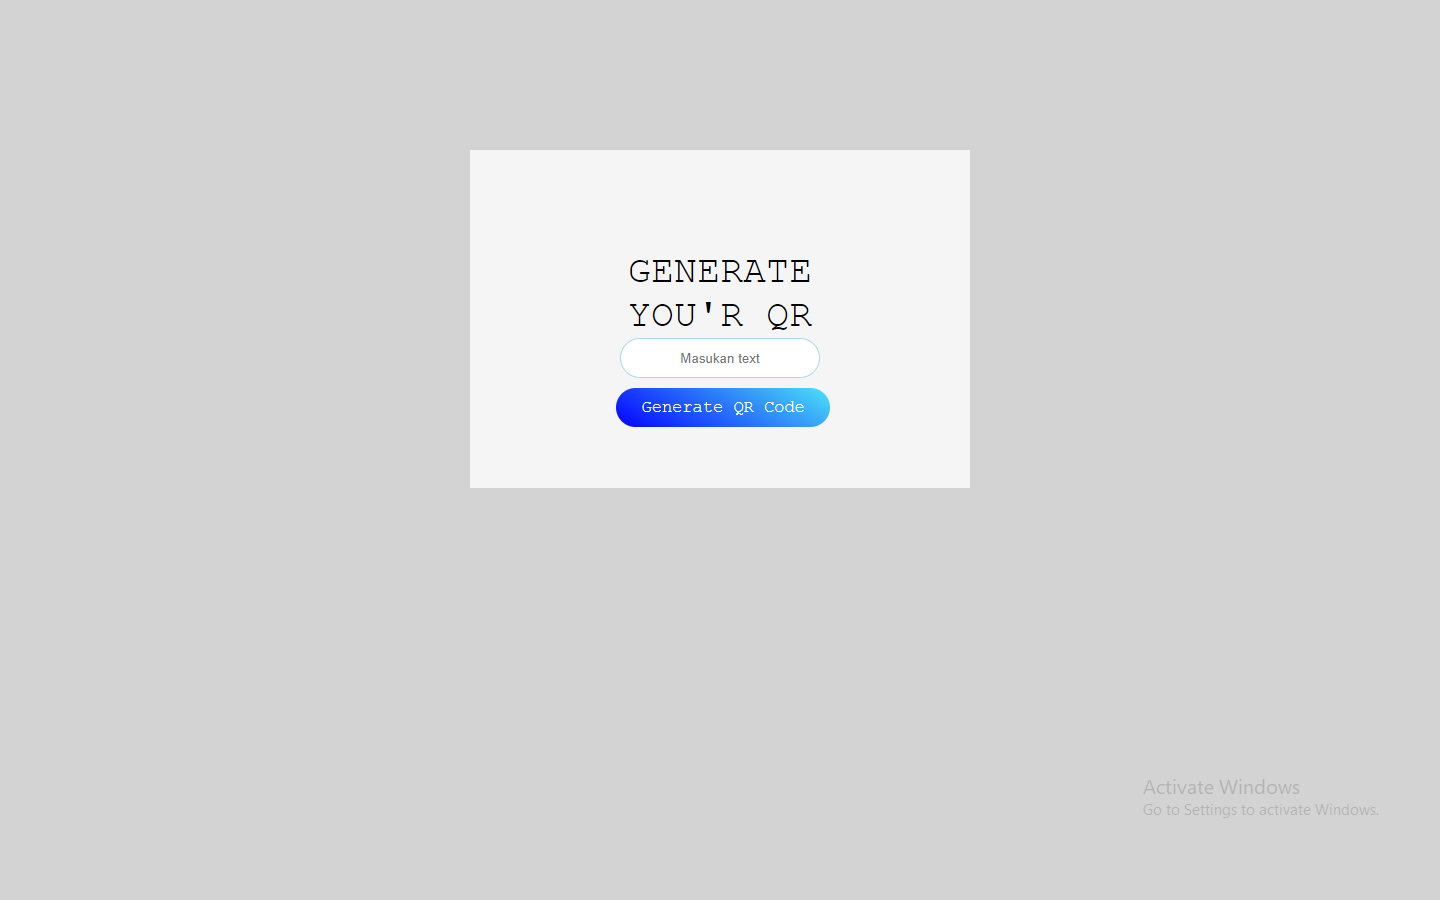 GENERATE
YOU'R QR
Masukan text
Generate QR Code
Activate Windows
Go to Settings to activate Windows.